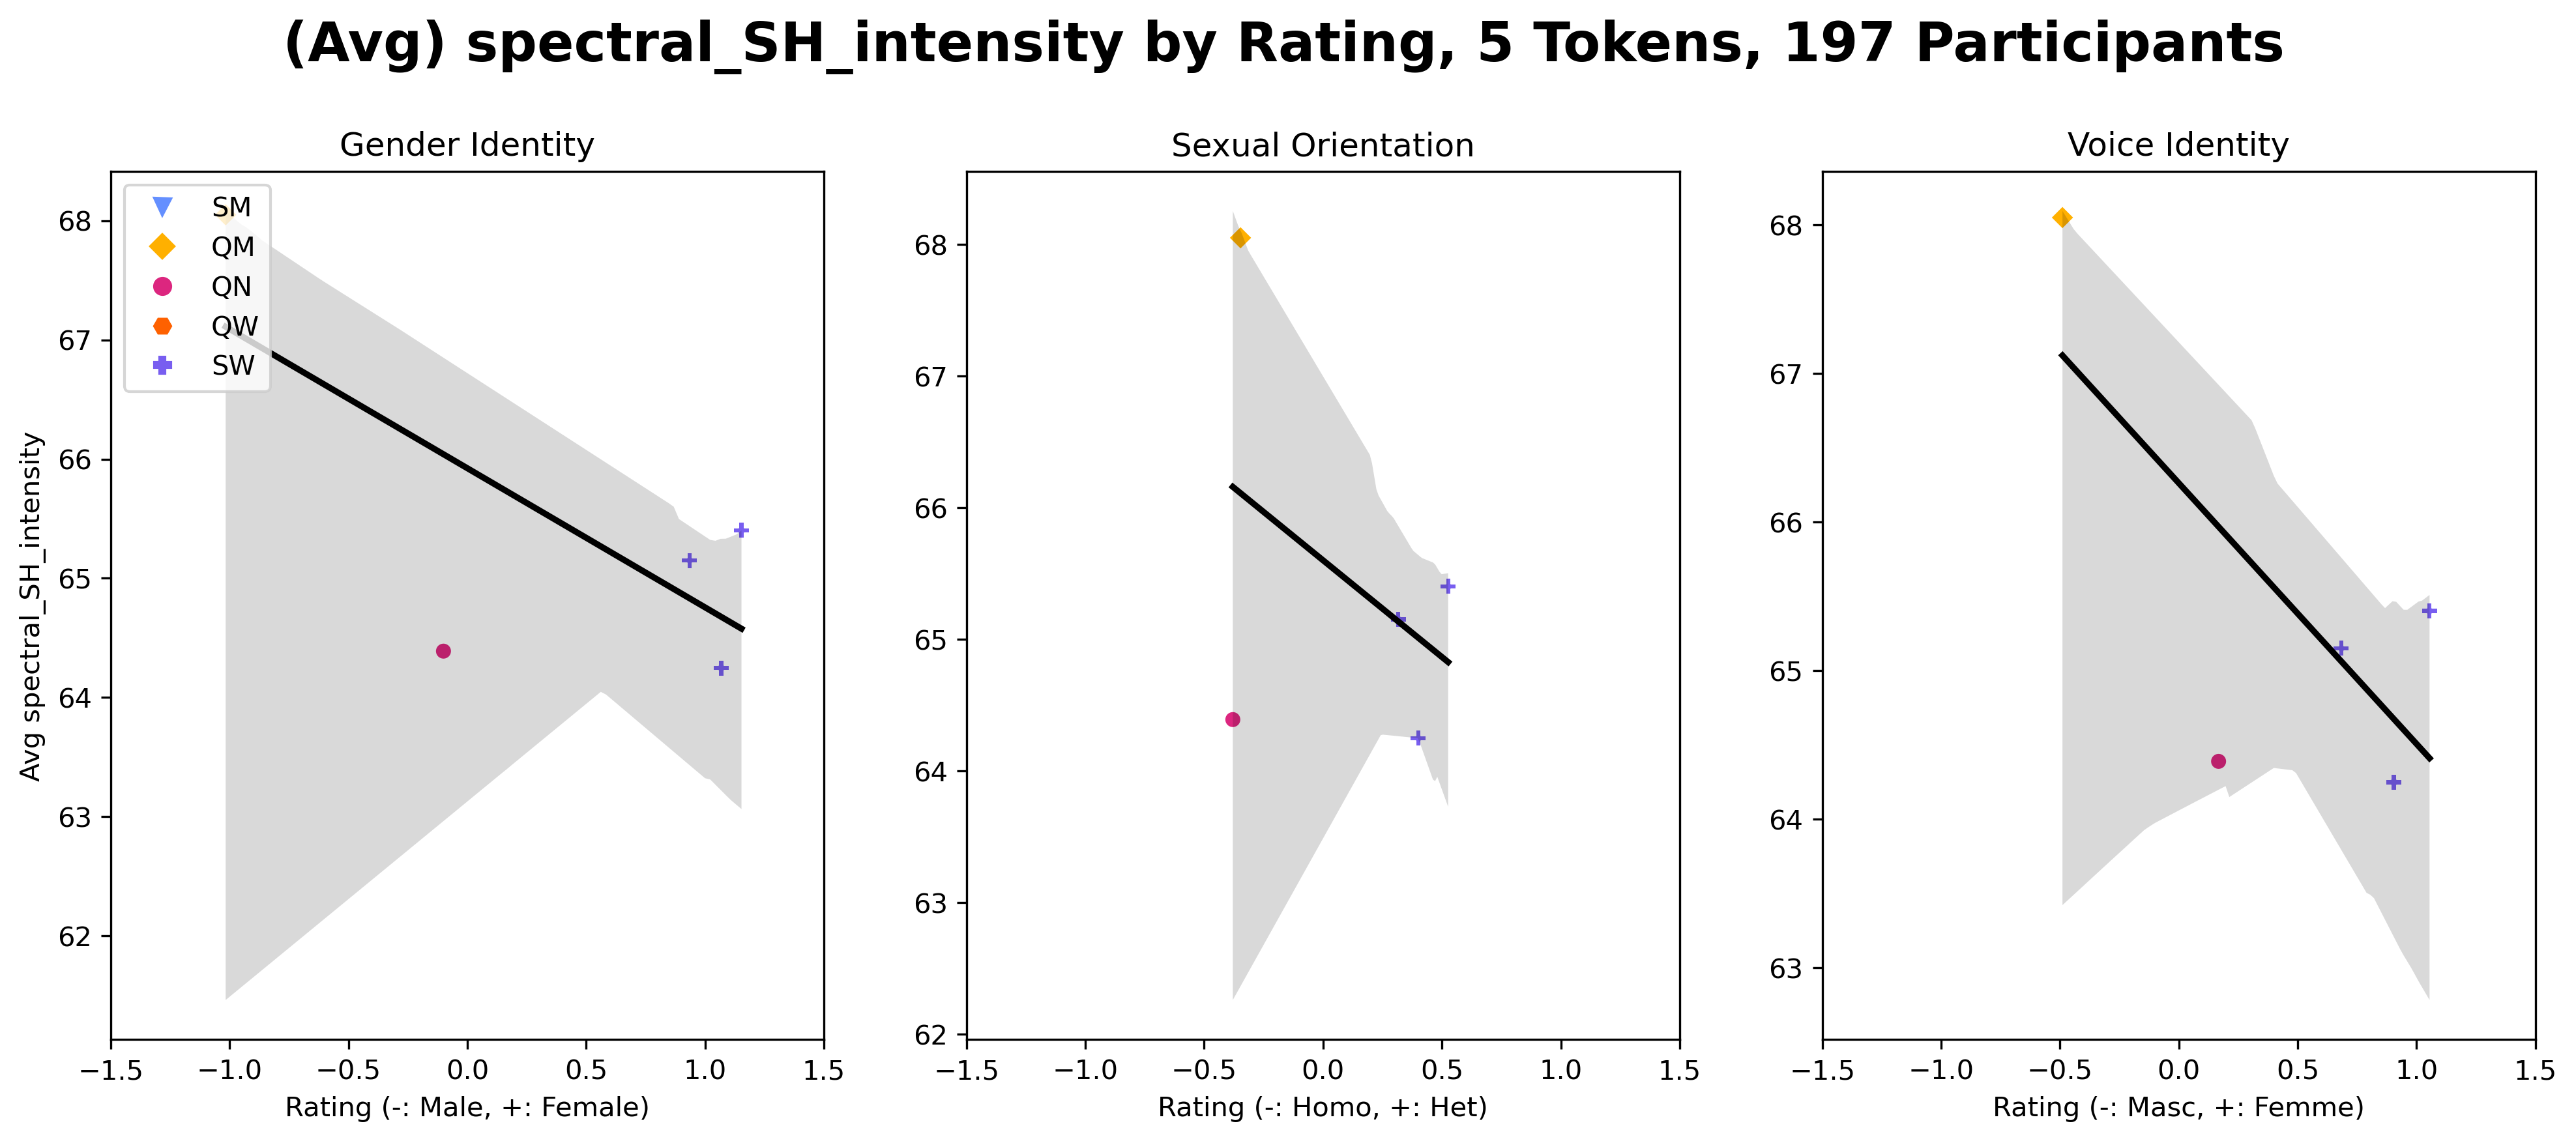 (Avg) spectral_SH_intensity by Rating, 5 Tokens, 197 Participants
Gender Identity
SM
QM
QN
QW
SW
68
67
66
65
64
63
62
Avg spectral_SH_intensity
−1.5 −1.0 −0.5 0.0 0.5 1.0 1.5
Rating (-: Male, +: Female)
Sexual Orientation
68
67
66
65
64
63
62
−1.5 −1.0 −0.5 0.0 0.5 1.0 1.5
Rating (-: Homo, +: Het)
Voice Identity
68
67
66
65
64
63
−1.5 −1.0 −0.5 0.0 0.5 1.0 1.5
Rating (-: Masc, +: Femme)